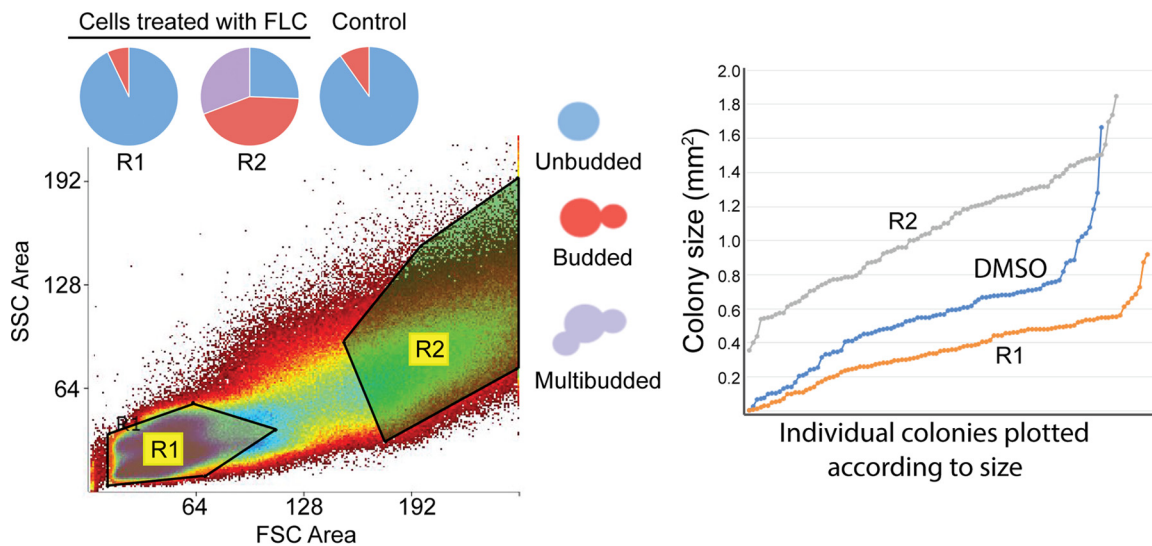 Cells treated with FLC
Control
R1
R2
Unbudded
Budded
Multibudded
SSC Area
192
128
64
R1
R1
R2
64
128
192
FSC Area
Colony size (mm²)
2.0
1.8
1.6
1.4
1.2
1.0
0.8
0.6
0.4
0.2
R2
DMSO
R1
Individual colonies plotted
according to size